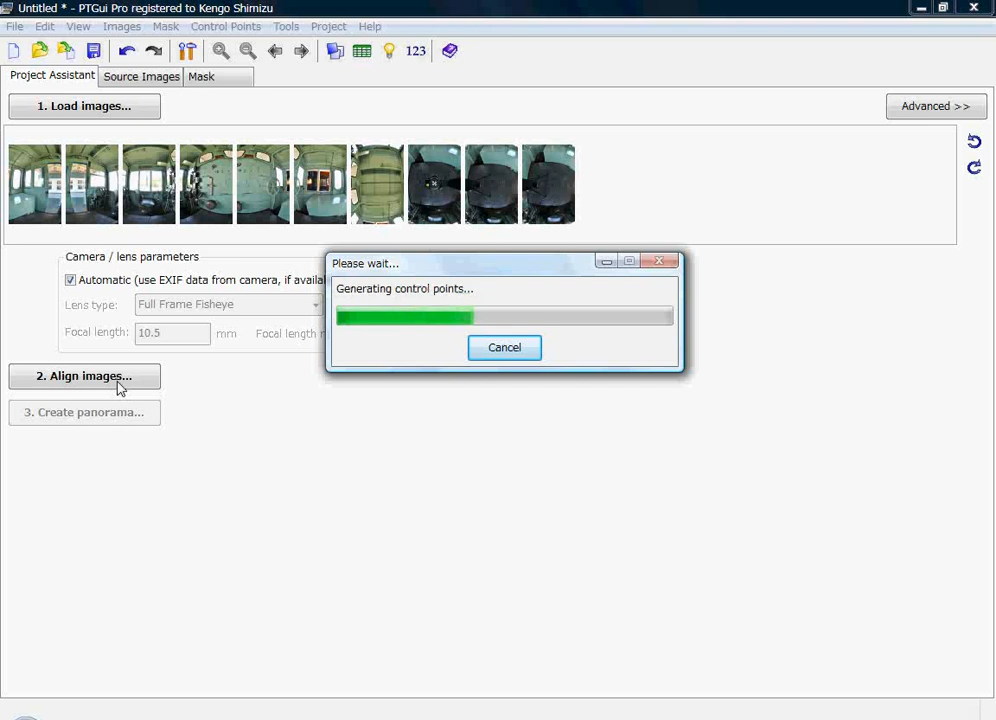 Untitled * - PTGui Pro registered to Kengo Shimizu
File Edit View Images Mask Control Points Tools Project Help
123
Project Assistant Source Images Mask
1. Load images...
Advanced >>
Camera / lens parameters
Automatic (use EXIF data from camera, if availa
Lens type: Full Frame Fisheye
Focal length: 10.5 mm Focal length
Please wait...
Generating control points...
Cancel
2. Align images...
3. Create panorama...